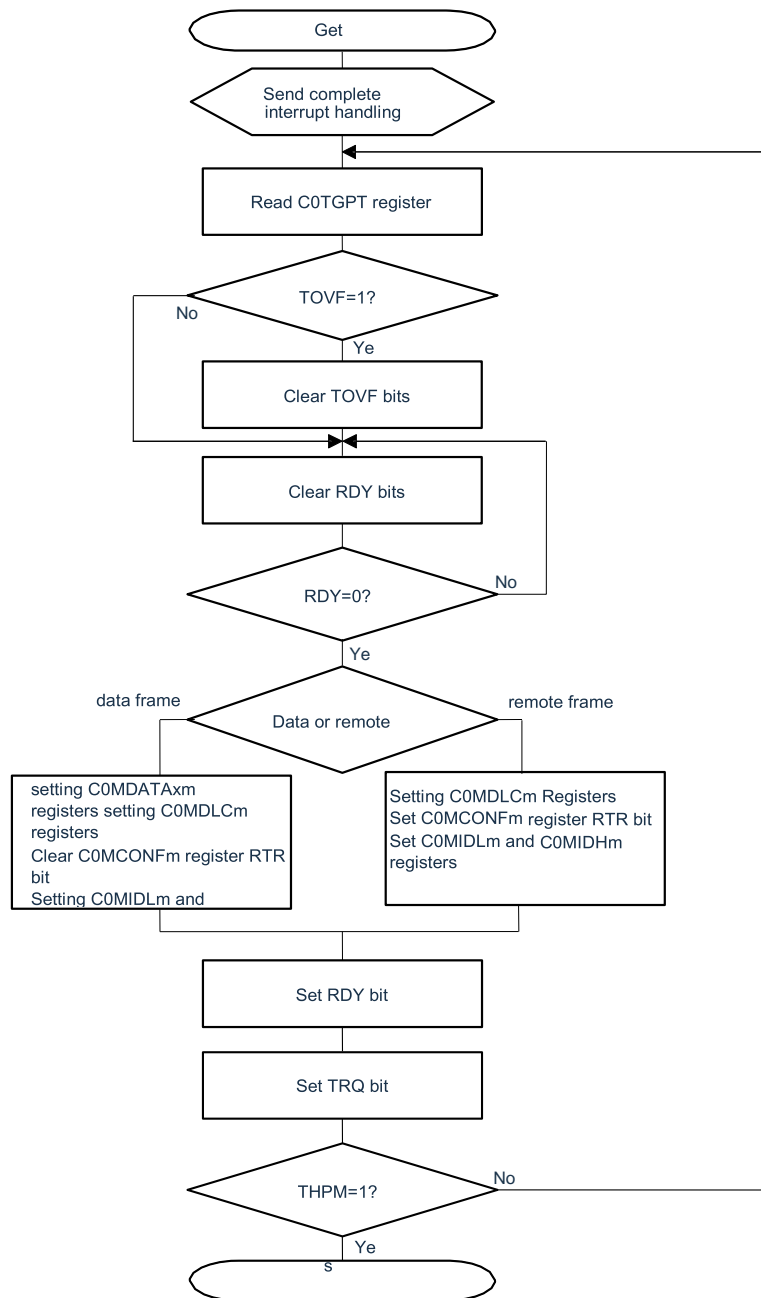 Get
Send complete
interrupt handling
Read C0TGPT register
TOVF=1?
No
Ye
Clear TOVF bits
Clear RDY bits
RDY=0?
No
Ye
data frame
Data or remote
remote frame
setting C0MDATAxm
registers setting C0MDLCm
registers
Clear C0MCONFm register RTR
bit
Setting C0MIDLm and
Setting C0MDLCm Registers
Set C0MCONFm register RTR bit
Set C0MIDLm and C0MIDHm
registers
Set RDY bit
Set TRQ bit
THPM=1?
No
Ye
s